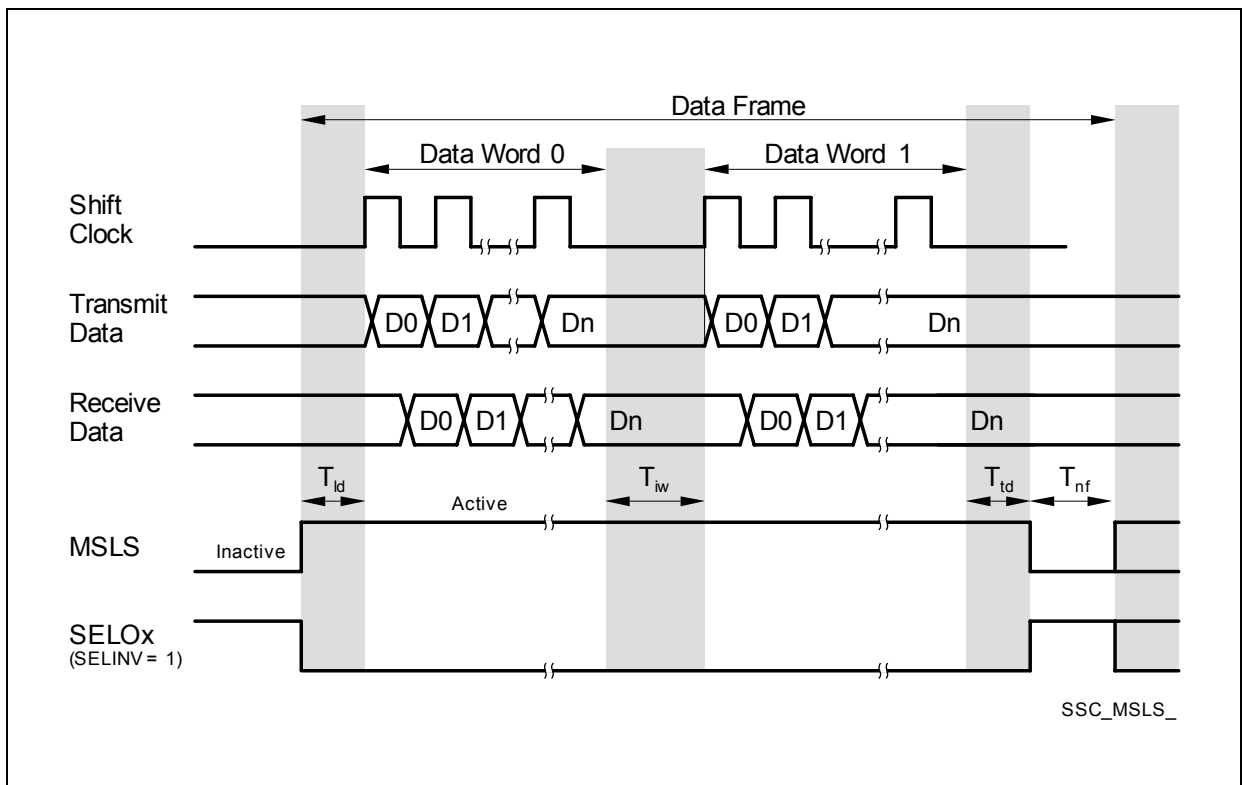 Data Frame
Data Word 0
Data Word 1
Shift
Clock
Transmit
Data
D0
D1
Dn
D0
D1
Dn
Receive
Data
D0
D1
Dn
D0
D1
Dn
Tld
Tiw
Ttd
Tnf
Active
MSLS
Inactive
SELOx
(SELINV = 1)
SSC_MSLS_